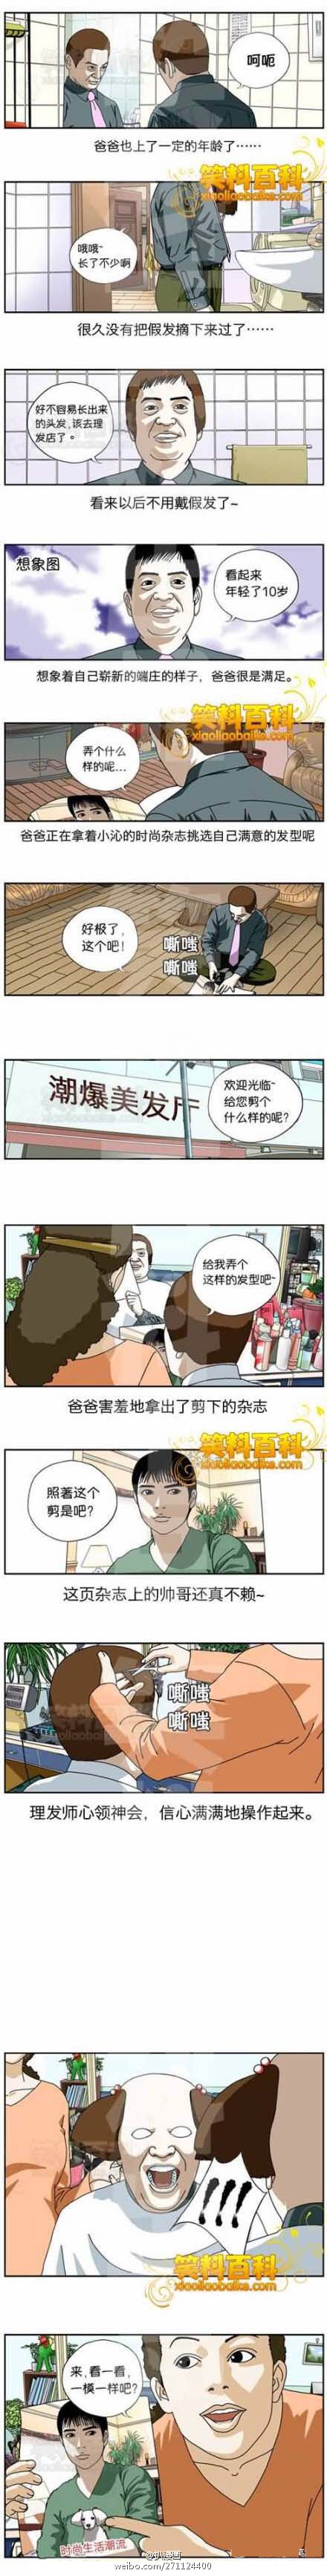 呵呃
爸爸也上了一定的年龄了……
笑料百科
xiaoliaobaike.com
哦哦~
长了不少啊
很久没有把假发摘下来过了……
好不容易长出来
的头发,该去理
发店了。
看来以后不用戴假发了~
想象图
看起来
年轻了10岁
想象着自己崭新的端庄的样子，爸爸很是满足。
笑料百科
xiaoliaobaike.com
弄个什么
样的呢...
爸爸正在拿着小沁的时尚杂志挑选自己满意的发型呢
好极了,
这个吧!
嘶嗤
嘶嗤
潮爆美发厅
欢迎光临~
给您剪个
什么样的呢?
给我弄个
这样的发型吧~
爸爸害羞地拿出了剪下的杂志
笑料百科
xiaoliaobaike.com
照著这个
剪是吧?
这页杂志上的帅哥还真不赖~
嘶嗤
嘶嗤
理发师心领神会，信心满满地操作起来。
笑料百科
xiaoliaobaike.com
来,看一看,
一模一样吧?
时尚生活潮流
weibo.com/271124400